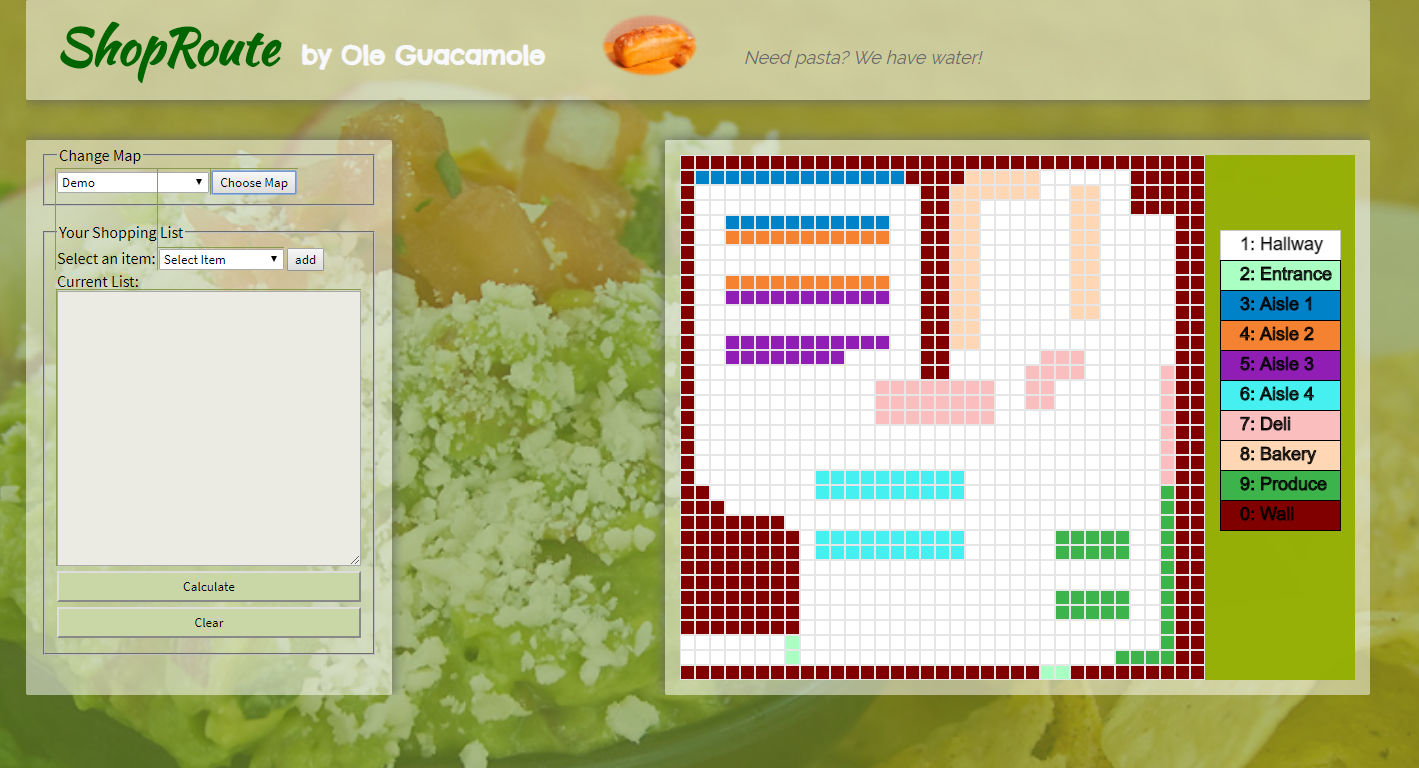 ShopRoute by Ole Guacamole
Need pasta? We have water!
Change Map
Demo
Choose Map
Your Shopping List
Select an item: Select Item add
Current List:
Calculate
Clear
1: Hallway
2: Entrance
3: Aisle 1
4: Aisle 2
5: Aisle 3
6: Aisle 4
7: Deli
8: Bakery
9: Produce
0: Wall